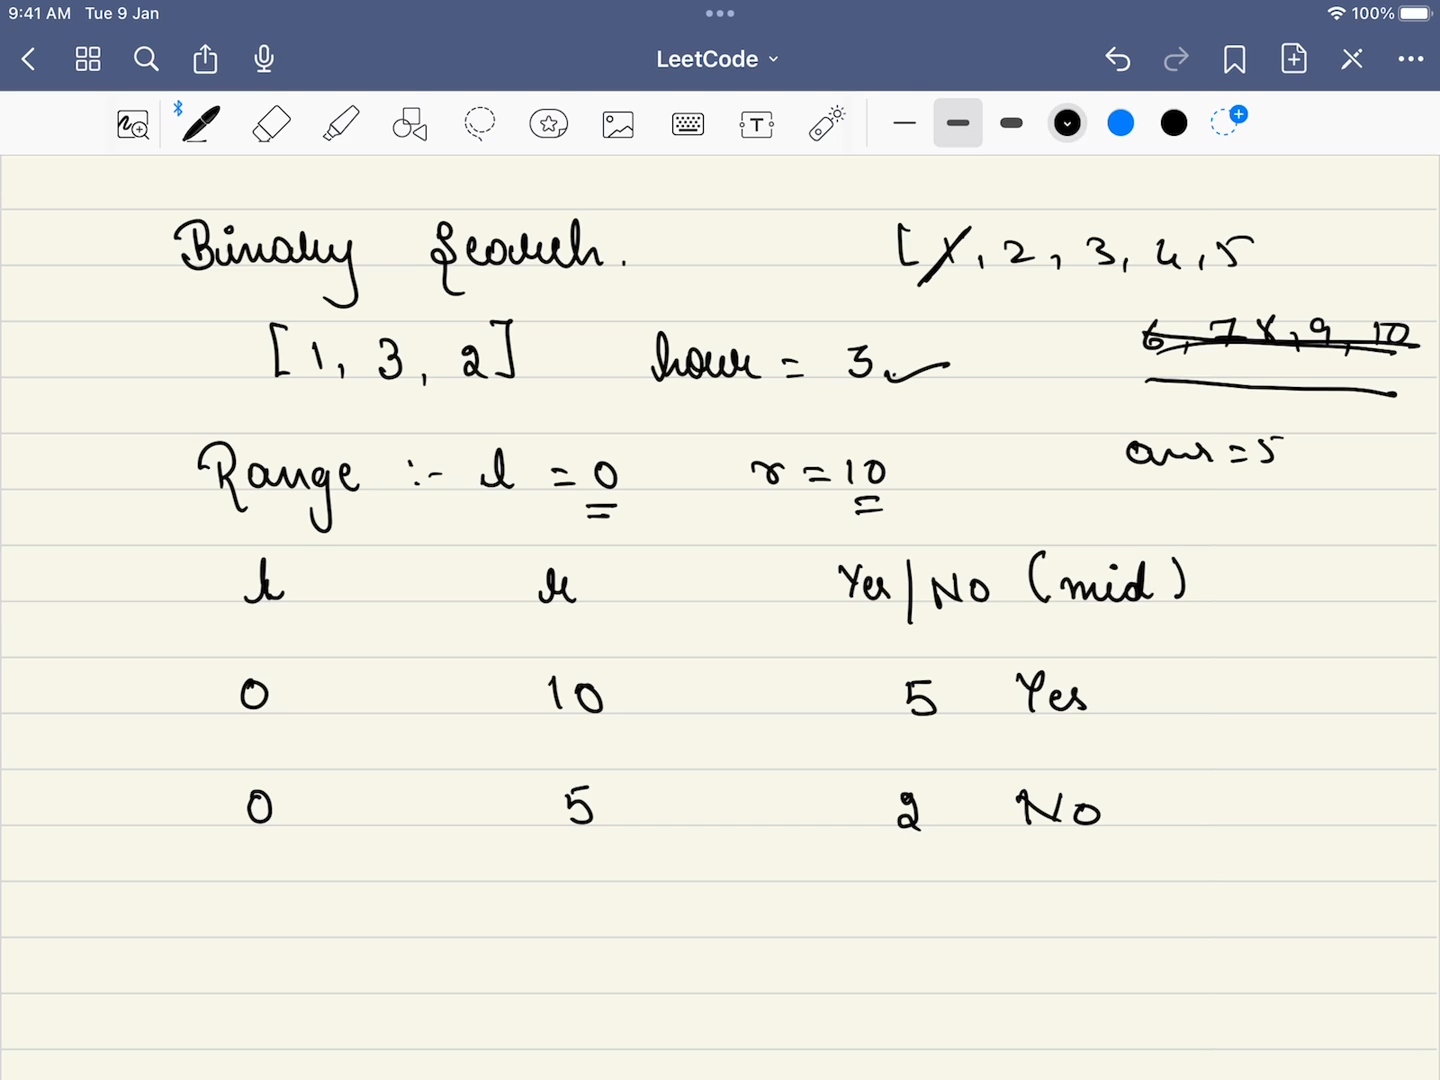 9:41 AM Tue 9 Jan 100%
LeetCode
T
Binary Search. [1, 2, 3, 4, 5
[1, 3, 2] hour = 3 6, 7 8, 9, 10
Range :- l = 0 r = 10 ans = 5
l r Yes | NO (mid)
0 10 5 Yes
0 5 2 No